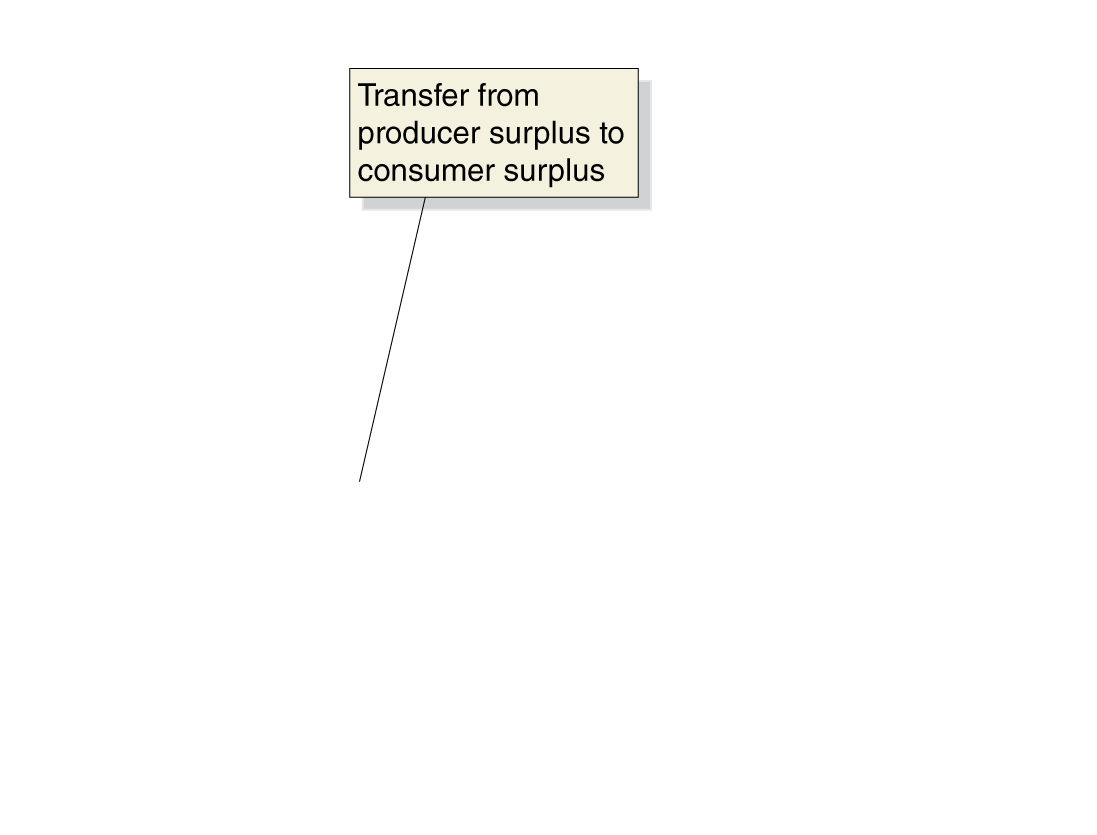 Transfer from
producer surplus to
consumer surplus